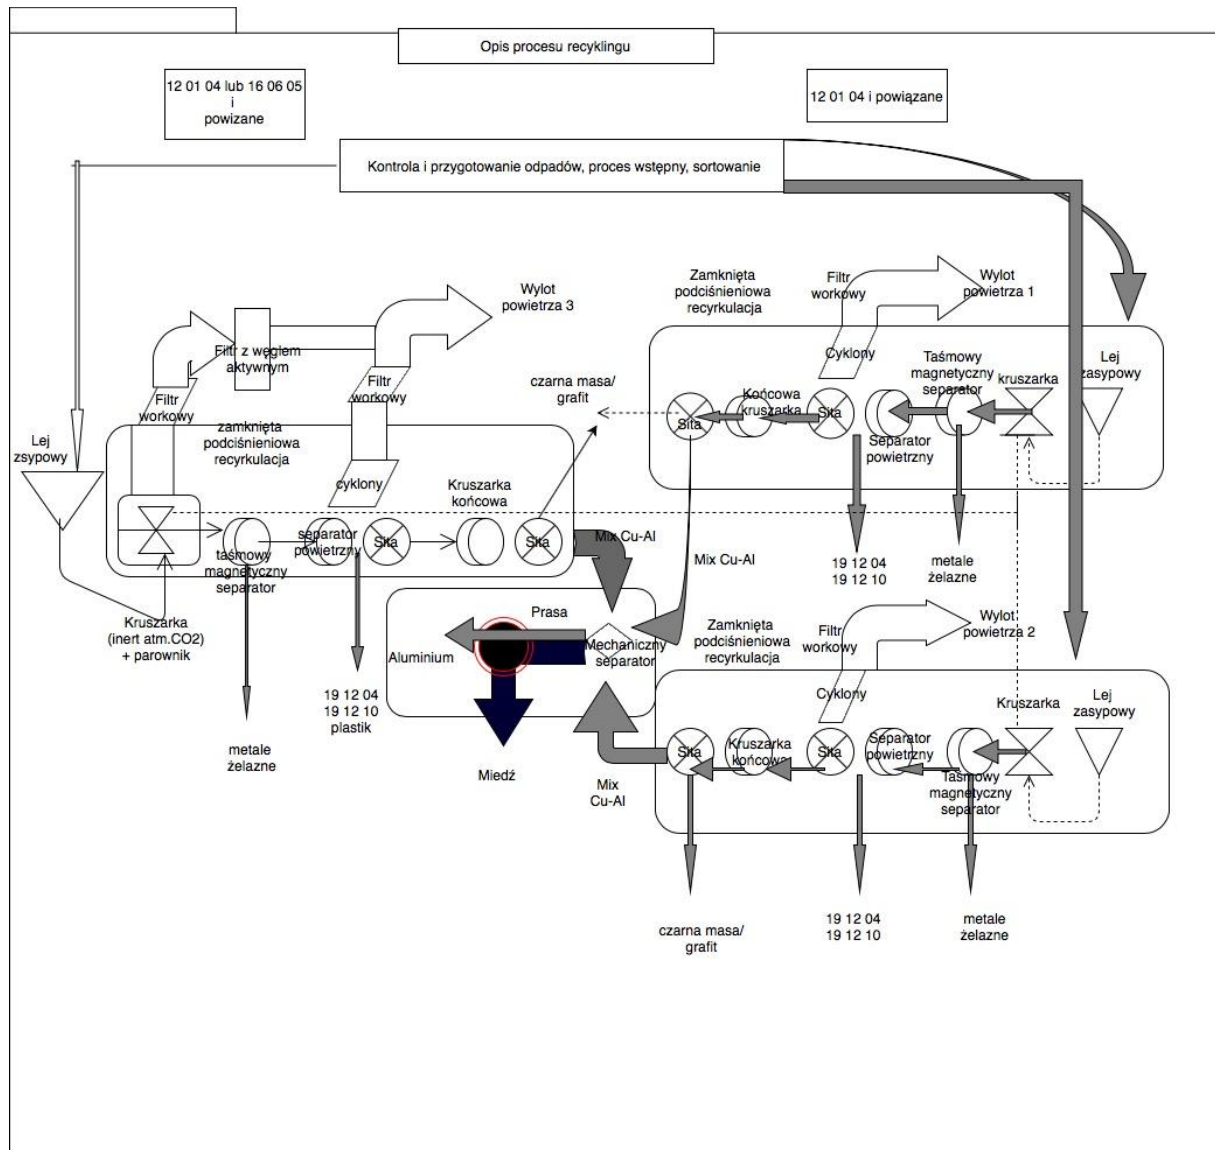 Opis procesu recyklingu
12 01 04 lub 16 06 05
i
powizane
12 01 04 i powiązane
Kontrola i przygotowanie odpadów, proces wstępny, sortowanie
Wylot
powietrza 3
Filtr z węglem
aktywnym
Filtr
workowy
Filtr
workowy
zamknięta
podciśnieniowa
recyrkulacja
Lej
zsypowy
cyklony
Kruszarka
końcowa
czarna masa/
grafit
taśmowy
magnetyczny
separator
separator
powietrzny
Sita
Sita
Mix Cu-Al
Kruszarka
(inert atm.CO2)
+ parownik
metale
żelazne
19 12 04
19 12 10
plastik
Zamknięta
podciśnieniowa
recyrkulacja
Filtr
workowy
Wylot
powietrza 1
Cyklony
Taśmowy
magnetyczny
separator
kruszarka
Lej
zasypowy
Sita
Końcowa
kruszarka
Sita
Separator
powietrzny
Mix Cu-Al
19 12 04
19 12 10
metale
żelazne
Prasa
Aluminium
Mechaniczny
separator
Miedź
Mix
Cu-Al
Zamknięta
podciśnieniowa
recyrkulacja
Filtr
workowy
Wylot
powietrza 2
Cyklony
Kruszarka
Lej
zasypowy
Sita
Kruszarka
końcowa
Sita
Separator
powietrzny
Taśmowy
magnetyczny
separator
czarna masa/
grafit
19 12 04
19 12 10
metale
żelazne